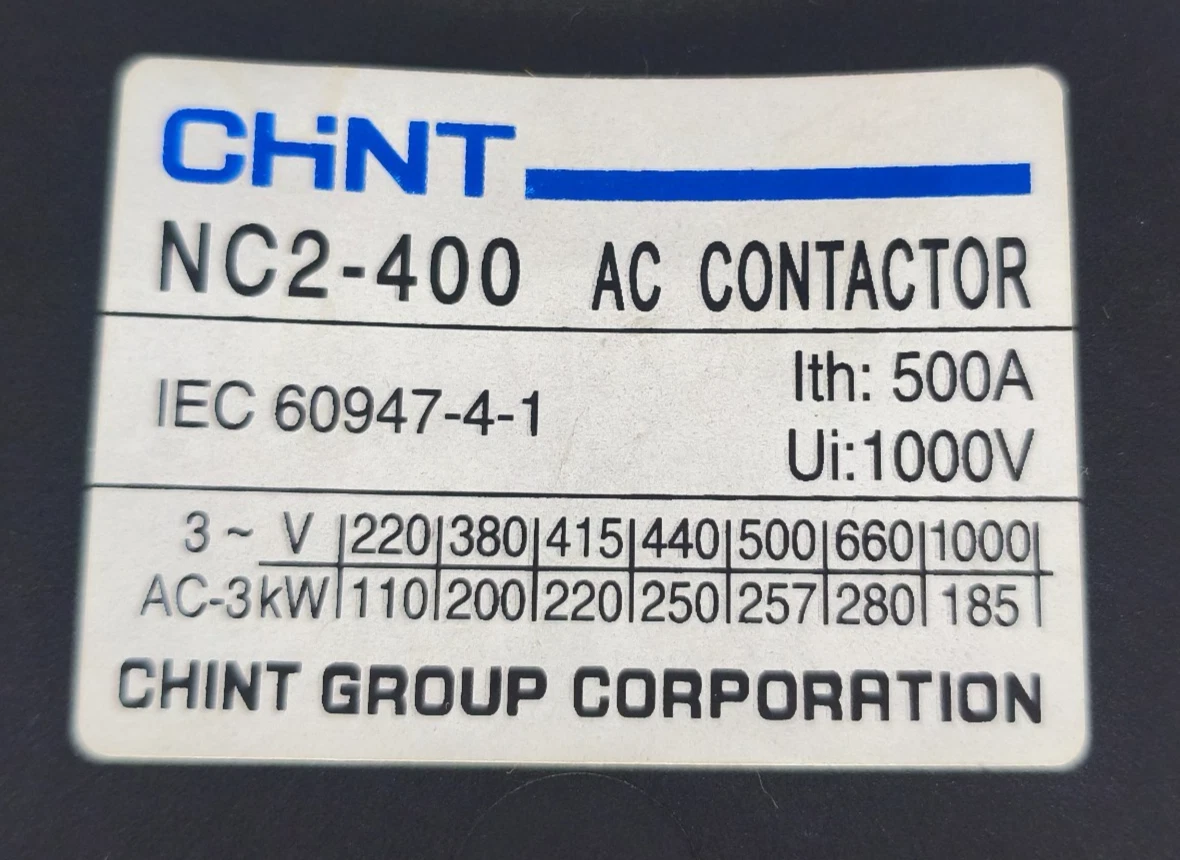 CHiNT
NC2-400 AC CONTACTOR
IEC 60947-4-1
Ith: 500A
Ui:1000V
3 ~ V |220|380|415|440|500|660|1000|
AC-3kW|110|200|220|250|257|280|185|
CHINT GROUP CORPORATION